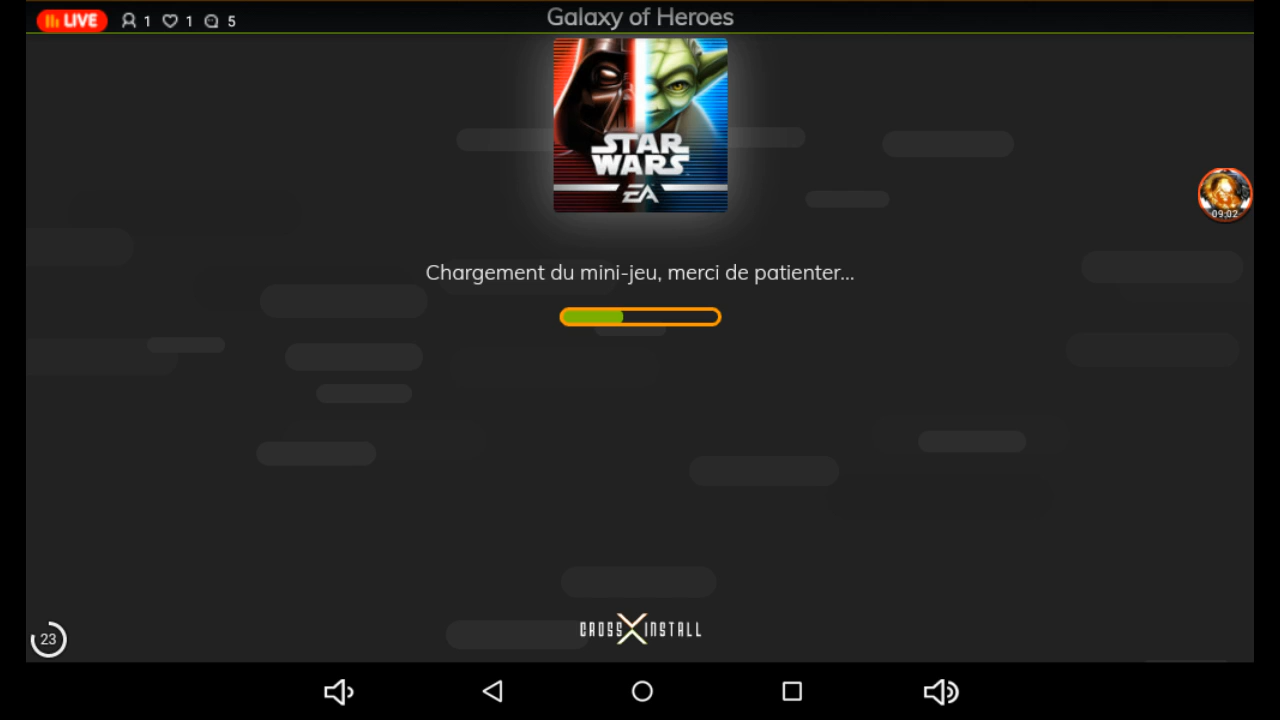 LIVE 1 1 5
Galaxy of Heroes
STAR
WARS
EA
09:02
Chargement du mini-jeu, merci de patienter...
CROSS INSTALL
23